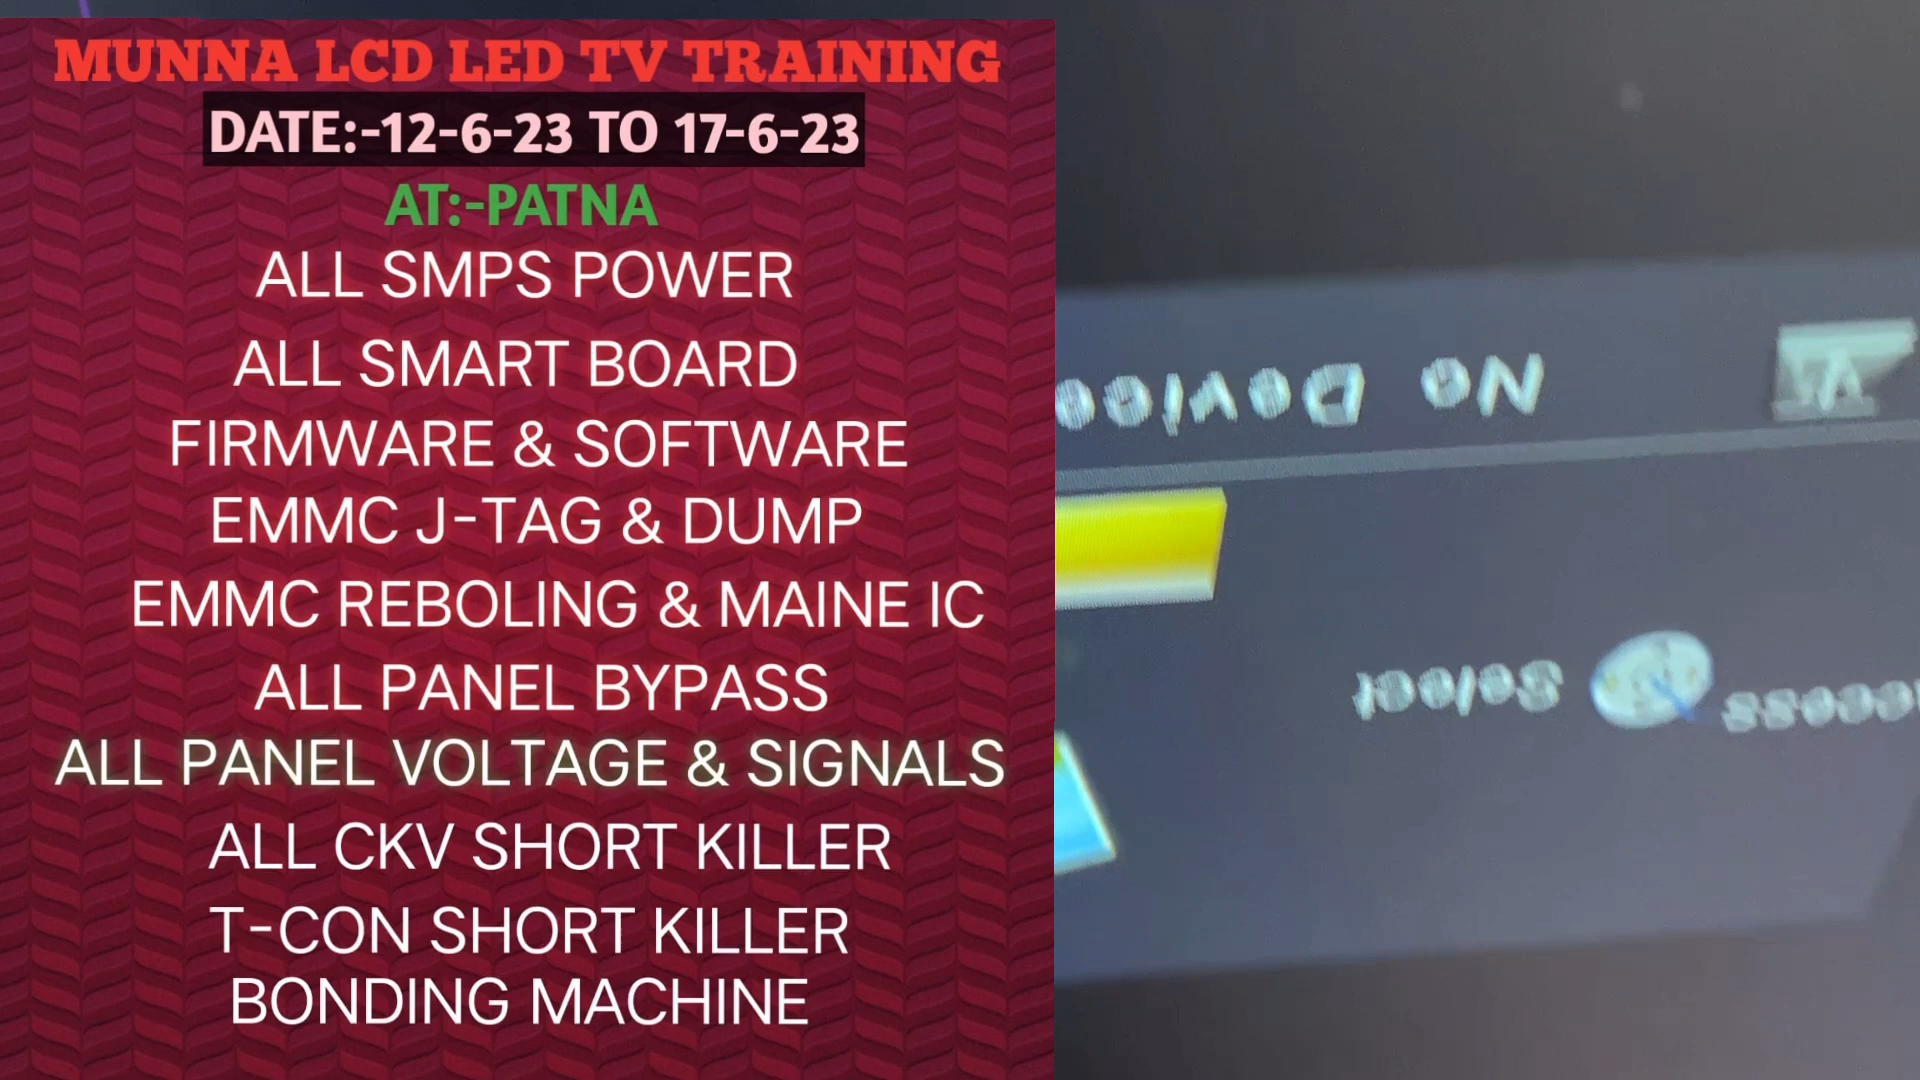 MUNNA LCD LED TV TRAINING
DATE:-12-6-23 TO 17-6-23
AT:-PATNA
ALL SMPS POWER
ALL SMART BOARD
FIRMWARE & SOFTWARE
EMMC J-TAG & DUMP
EMMC REBOLING & MAINE IC
ALL PANEL BYPASS
ALL PANEL VOLTAGE & SIGNALS
ALL CKV SHORT KILLER
T-CON SHORT KILLER
BONDING MACHINE
No Device
Select